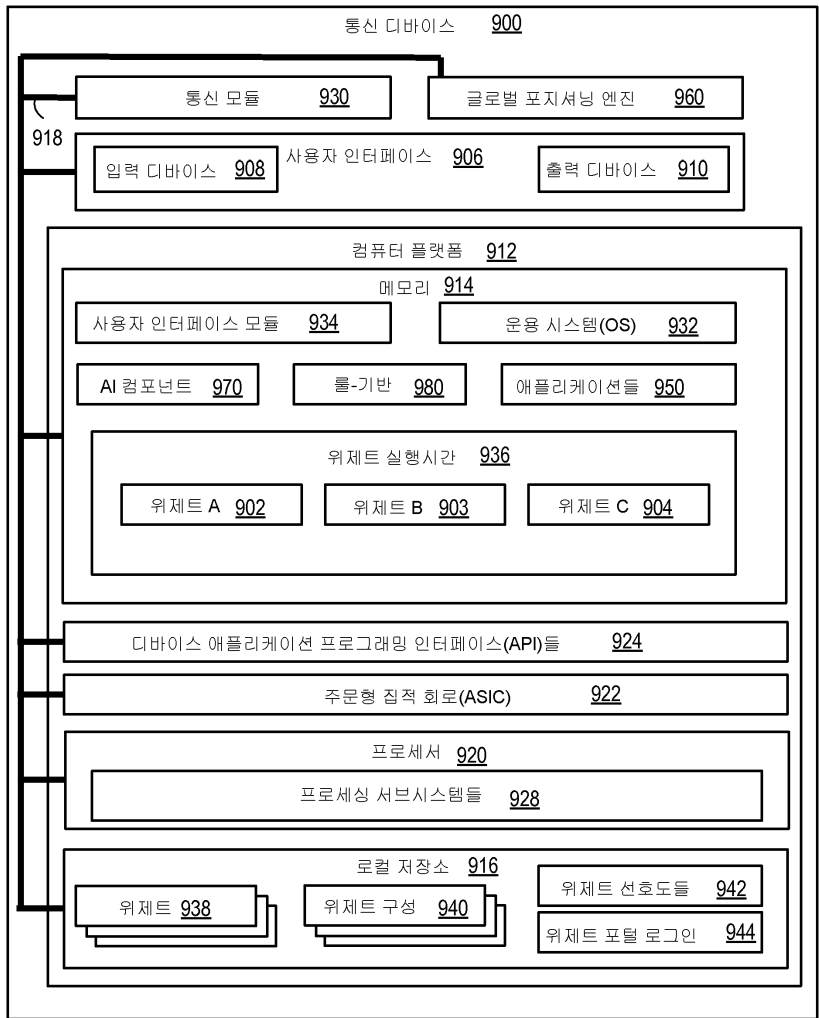 통신 디바이스 900
통신 모듈 930
글로벌 포지셔닝 엔진 960
918
사용자 인터페이스 906
입력 디바이스 908
출력 디바이스 910
컴퓨터 플랫폼 912
메모리 914
사용자 인터페이스 모듈 934
운용 시스템(OS) 932
AI 컴포넌트 970
룰-기반 980
애플리케이션들 950
위제트 실행시간 936
위제트 A 902
위제트 B 903
위제트 C 904
디바이스 애플리케이션 프로그래밍 인터페이스(API)들 924
주문형 집적 회로(ASIC) 922
프로세서 920
프로세싱 서브시스템들 928
로컬 저장소 916
위제트 938
위제트 구성 940
위제트 선호도들 942
위제트 포털 로그인 944